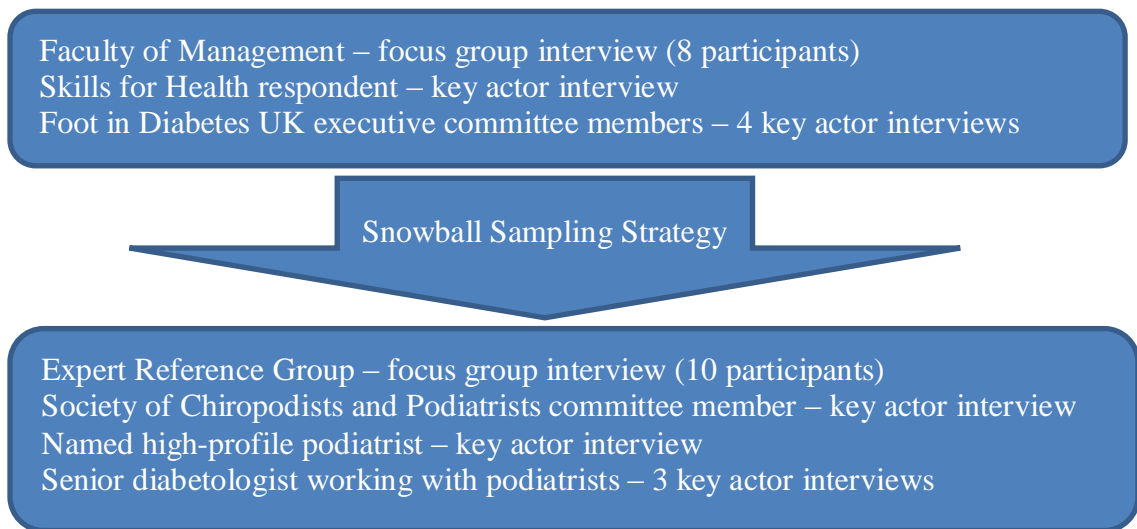 Faculty of Management – focus group interview (8 participants)
Skills for Health respondent – key actor interview
Foot in Diabetes UK executive committee members – 4 key actor interviews
Snowball Sampling Strategy
Expert Reference Group – focus group interview (10 participants)
Society of Chiropodists and Podiatrists committee member – key actor interview
Named high-profile podiatrist – key actor interview
Senior diabetologist working with podiatrists – 3 key actor interviews